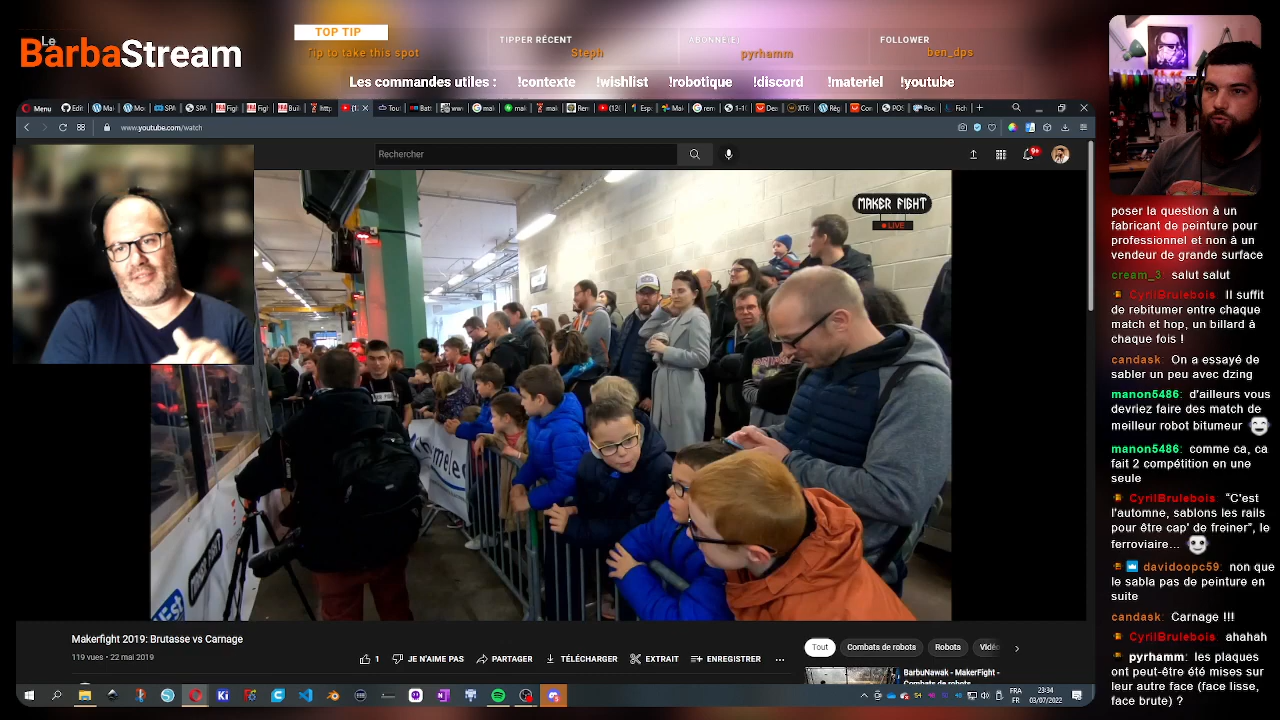 TOP TIP
Le
BarbaStream
Tip to take this spot
TIPPER RÉCENT
Steph
ABONNÉ(E)
pyrhamm
FOLLOWER
ben_dps
Les commandes utiles : !contexte !wishlist !robotique !discord !materiel !youtube
Menu
www.youtube.com/watch
Rechercher
9+
MAKER FIGHT
LIVE
Makerfight 2019: Brutasse vs Carnage
119 vues • 22 mai 2019
1 JE N'AIME PAS PARTAGER TÉLÉCHARGER EXTRAIT ENREGISTRER ...
Tout Combats de robots Robots Vidé
BarbuNawak - MakerFight -
FRA
FR
23:34
03/07/2022
poser la question à un
fabricant de peinture pour
professionnel et non à un
vendeur de grande surface
cream_3: salut salut
CyrilBrulebois Il suffit
de rebitumer entre chaque
match et hop, un billard à
chaque fois !
candask: On a essayé de
sabler un peu avec dzing
manon5486: d'ailleurs vous
devriez faire des match de
meilleur robot bitumeur
manon5486: comme ca, ca
fait 2 compétition en une
seule
CyrilBrulebois "C'est
l'automne, sablons les rails
pour être cap' de freiner", le
ferroviaire...
davidoopc59: non que
le sabla pas de peinture en
suite
candask: Carnage !!!
CyrilBrulebois ahahah
pyrhamm: les plaques
ont peut-être été mises sur
leur autre face (face lisse,
face brute) ?